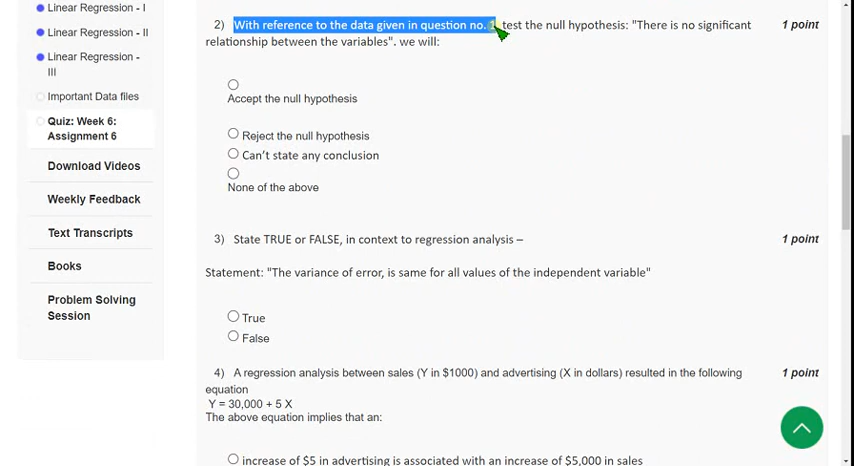 Linear Regression - I
Linear Regression - II
Linear Regression -
III
Important Data files
Quiz: Week 6:
Assignment 6
Download Videos
Weekly Feedback
Text Transcripts
Books
Problem Solving
Session
2) With reference to the data given in question no. 1, test the null hypothesis: "There is no significant 1 point
relationship between the variables". we will:
Accept the null hypothesis
Reject the null hypothesis
Can't state any conclusion
None of the above
3) State TRUE or FALSE, in context to regression analysis – 1 point
Statement: "The variance of error, is same for all values of the independent variable"
True
False
4) A regression analysis between sales (Y in $1000) and advertising (X in dollars) resulted in the following 1 point
equation
Y = 30,000 + 5 X
The above equation implies that an:
increase of $5 in advertising is associated with an increase of $5,000 in sales